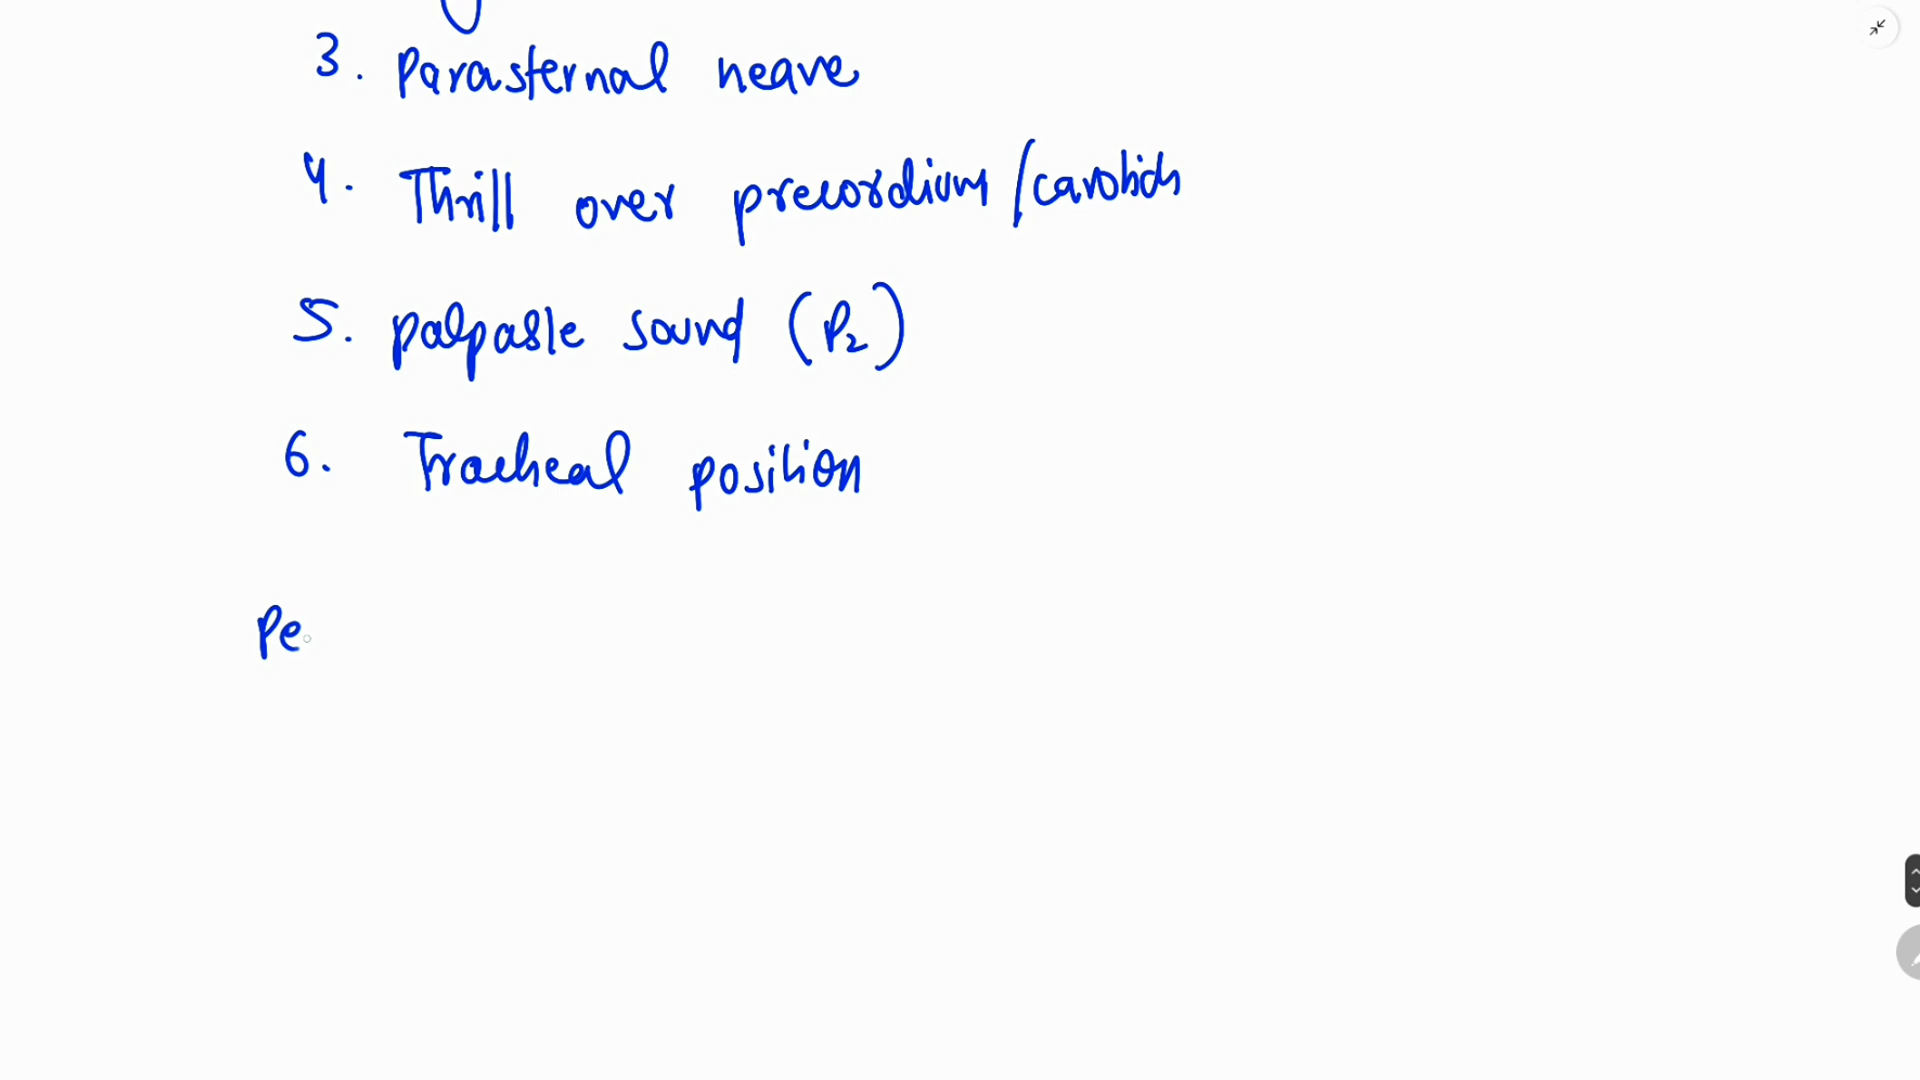 3. Parasternal heave
4. Thrill over precordium/carotids
5. palpable sound (P2)
6. Tracheal position
Pe